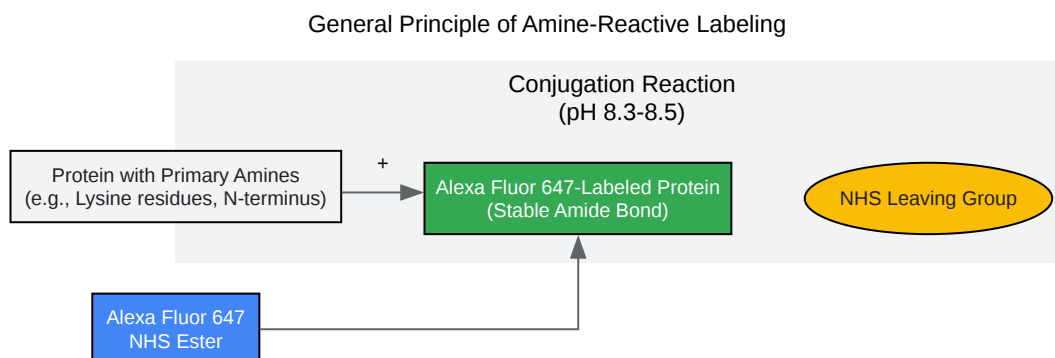 General Principle of Amine-Reactive Labeling
Conjugation Reaction
(pH 8.3-8.5)
Protein with Primary Amines
(e.g., Lysine residues, N-terminus)
+
Alexa Fluor 647-Labeled Protein
(Stable Amide Bond)
NHS Leaving Group
Alexa Fluor 647
NHS Ester